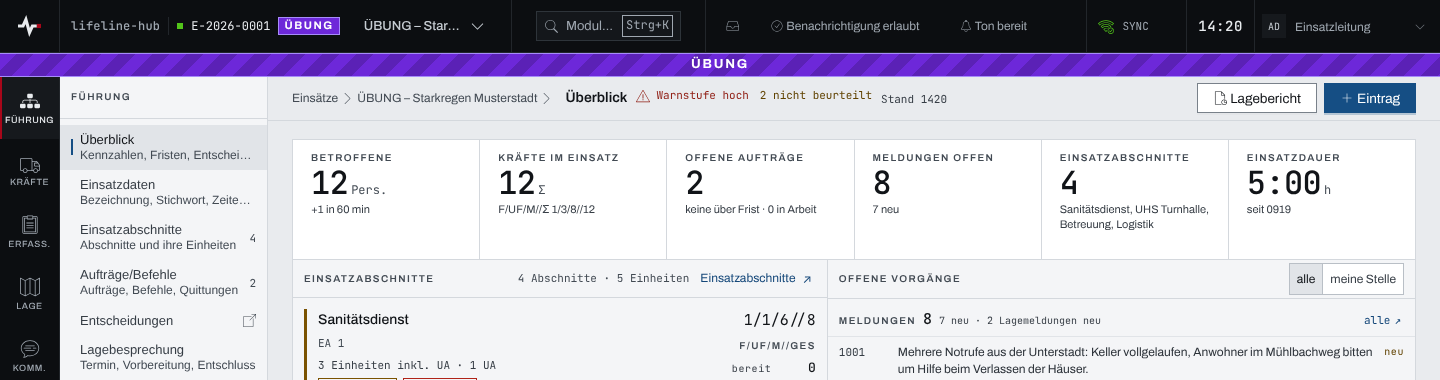 lifeline-hub E-2026-0001 ÜBUNG ÜBUNG – Star… Modul… Strg+K Benachrichtigung erlaubt Ton bereit SYNC 14:20 AD Einsatzleitung
ÜBUNG
FÜHRUNG
KRÄFTE
ERFASS.
LAGE
KOMM.
FÜHRUNG
Überblick
Kennzahlen, Fristen, Entschei…
Einsatzdaten
Bezeichnung, Stichwort, Zeite…
Einsatzabschnitte
Abschnitte und ihre Einheiten 4
Aufträge/Befehle
Aufträge, Befehle, Quittungen 2
Entscheidungen
Lagebesprechung
Termin, Vorbereitung, Entschluss
Einsätze ÜBUNG – Starkregen Musterstadt Überblick Warnstufe hoch 2 nicht beurteilt Stand 1420 Lagebericht + Eintrag
BETROFFENE
12 Pers.
+1 in 60 min
KRÄFTE IM EINSATZ
12 Σ
F/UF/M//Σ 1/3/8//12
OFFENE AUFTRÄGE
2
keine über Frist · 0 in Arbeit
MELDUNGEN OFFEN
8
7 neu
EINSATZABSCHNITTE
4
Sanitätsdienst, UHS Turnhalle,
Betreuung, Logistik
EINSATZDAUER
5:00 h
seit 0919
EINSATZABSCHNITTE 4 Abschnitte · 5 Einheiten Einsatzabschnitte ↗
Sanitätsdienst 1/1/6//8
EA 1 F/UF/M//GES
3 Einheiten inkl. UA · 1 UA bereit 0
OFFENE VORGÄNGE alle meine Stelle
MELDUNGEN 8 7 neu · 2 Lagemeldungen neu alle ↗
1001 Mehrere Notrufe aus der Unterstadt: Keller vollgelaufen, Anwohner im Mühlbachweg bitten neu
um Hilfe beim Verlassen der Häuser.